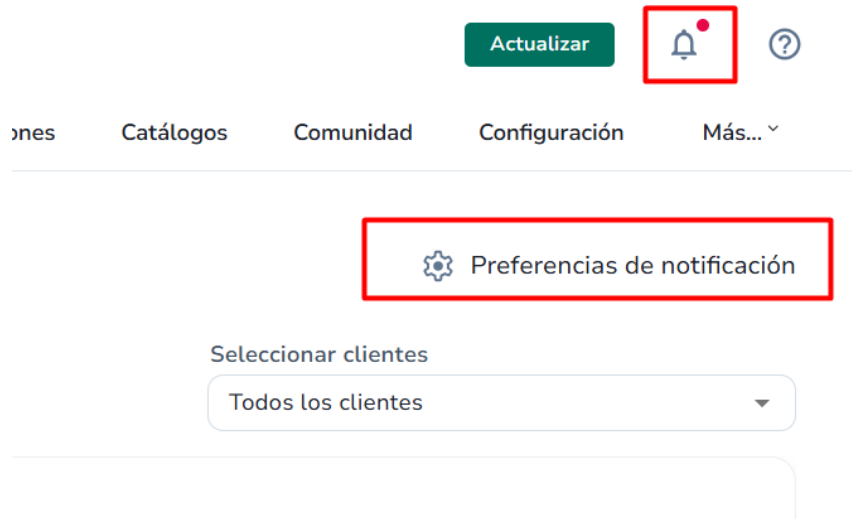 Actualizar
ones Catálogos Comunidad Configuración Más...
Preferencias de notificación
Seleccionar clientes
Todos los clientes